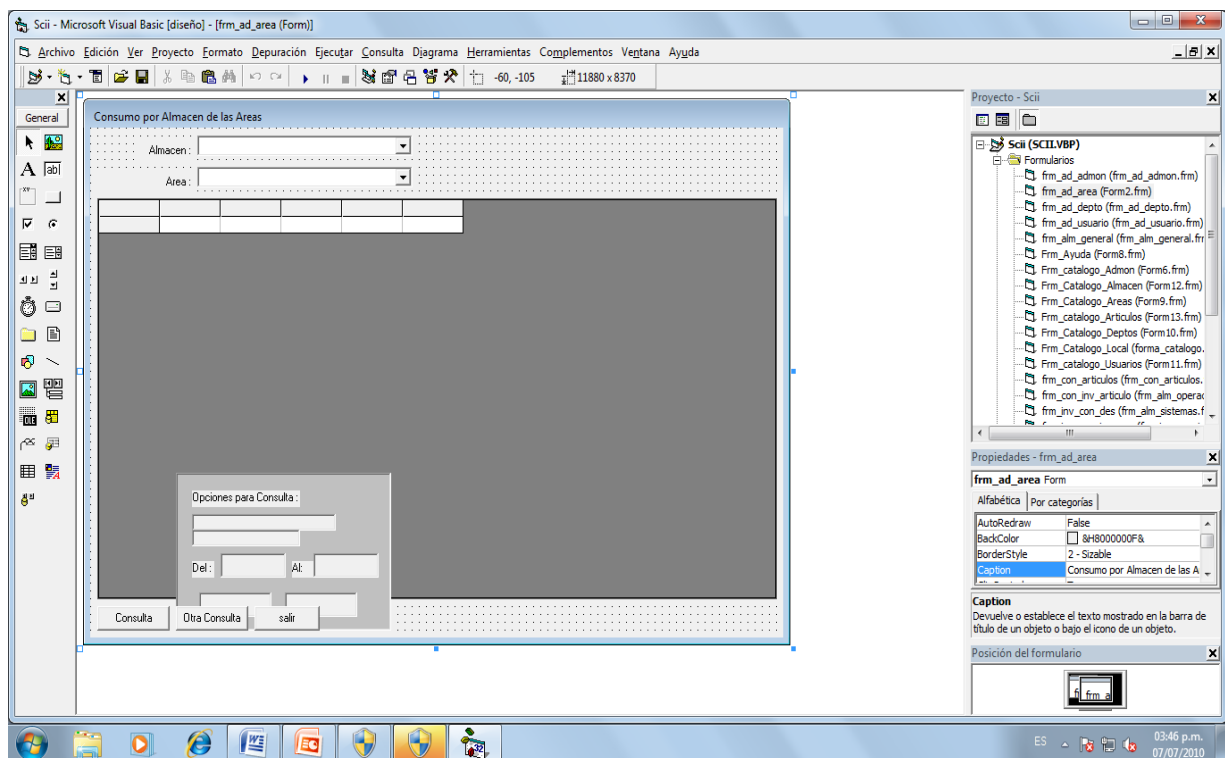 Scii - Microsoft Visual Basic [diseño] - [frm_ad_area (Form)]
Archivo Edición Ver Proyecto Formato Depuración Ejecutar Consulta Diagrama Herramientas Complementos Ventana Ayuda
-60, -105 11880 x 8370
General
A ab|
OLE
Consumo por Almacen de las Areas
Almacen :
Area :
Opciones para Consulta :
Del : Al:
Consulta Otra Consulta salir
Proyecto - Scii
Scii (SCII.VBP)
Formularios
frm_ad_admon (frm_ad_admon.frm)
frm_ad_area (Form2.frm)
frm_ad_depto (frm_ad_depto.frm)
frm_ad_usuario (frm_ad_usuario.frm)
frm_alm_general (frm_alm_general.fr
Frm_Ayuda (Form8.frm)
Frm_catalogo_Admon (Form6.frm)
Frm_Catalogo_Almacen (Form12.frm)
Frm_Catalogo_Areas (Form9.frm)
Frm_catalogo_Articulos (Form13.frm)
Frm_Catalogo_Deptos (Form10.frm)
Frm_Catalogo_Local (forma_catalogo.
Frm_catalogo_Usuarios (Form11.frm)
frm_con_articulos (frm_con_articulos.
frm_con_inv_articulo (frm_alm_operac
frm_inv_con_des (frm_alm_sistemas.f
Propiedades - frm_ad_area
frm_ad_area Form
Alfabética Por categorías
AutoRedraw False
BackColor &H8000000F&
BorderStyle 2 - Sizable
Caption Consumo por Almacen de las A
Caption
Devuelve o establece el texto mostrado en la barra de
título de un objeto o bajo el icono de un objeto.
Posición del formulario
frm_a
ES 03:46 p.m.
07/07/2010